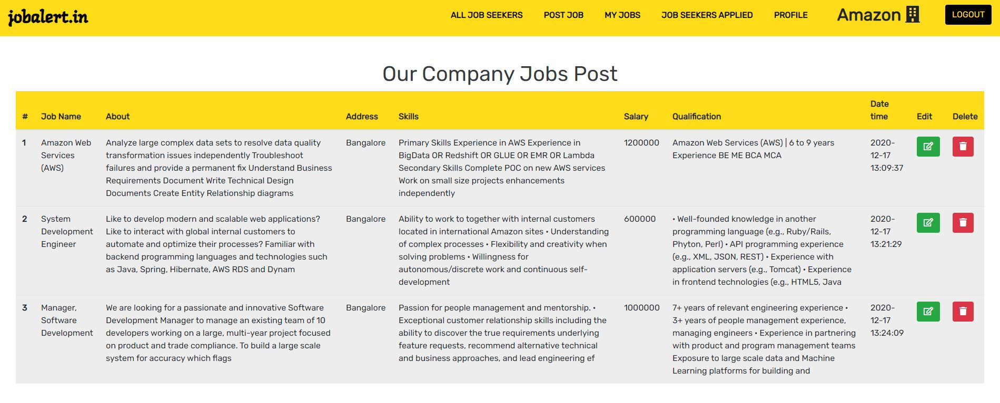 jobalert.in
ALL JOB SEEKERS
POST JOB
MY JOBS
JOB SEEKERS APPLIED
PROFILE
Amazon
LOGOUT
Our Company Jobs Post
#
Job Name
About
Address
Skills
Salary
Qualification
Date
time
Edit
Delete
1
Amazon Web
Services
(AWS)
Analyze large complex data sets to resolve data quality
transformation issues independently Troubleshoot
failures and provide a permanent fix Understand Business
Requirements Document Write Technical Design
Documents Create Entity Relationship diagrams
Bangalore
Primary Skills Experience in AWS Experience in
BigData OR Redshift OR GLUE OR EMR OR Lambda
Secondary Skills Complete POC on new AWS services
Work on small size projects enhancements
independently
1200000
Amazon Web Services (AWS) | 6 to 9 years
Experience BE ME BCA MCA
2020-
12-17
13:09:37
2
System
Development
Engineer
Like to develop modern and scalable web applications?
Like to interact with global internal customers to
automate and optimize their processes? Familiar with
backend programming languages and technologies such
as Java, Spring, Hibernate, AWS RDS and Dynam
Bangalore
Ability to work to together with internal customers
located in international Amazon sites • Understanding
of complex processes • Flexibility and creativity when
solving problems • Willingness for
autonomous/discrete work and continuous self-
development
600000
• Well-founded knowledge in another
programming language (e.g., Ruby/Rails,
Phyton, Perl) • API programming experience
(e.g., XML, JSON, REST) • Experience with
application servers (e.g., Tomcat) • Experience
in frontend technologies (e.g., HTML5, Java
2020-
12-17
13:21:29
3
Manager,
Software
Development
We are looking for a passionate and innovative Software
Development Manager to manage an existing team of 10
developers working on a large, multi-year project focused
on product and trade compliance. To build a large scale
system for accuracy which flags
Bangalore
Passion for people management and mentorship. •
Exceptional customer relationship skills including the
ability to discover the true requirements underlying
feature requests, recommend alternative technical
and business approaches, and lead engineering ef
1000000
7+ years of relevant engineering experience •
3+ years of people management experience,
managing engineers • Experience in partnering
with product and program management teams
Exposure to large scale data and Machine
Learning platforms for building and
2020-
12-17
13:24:09